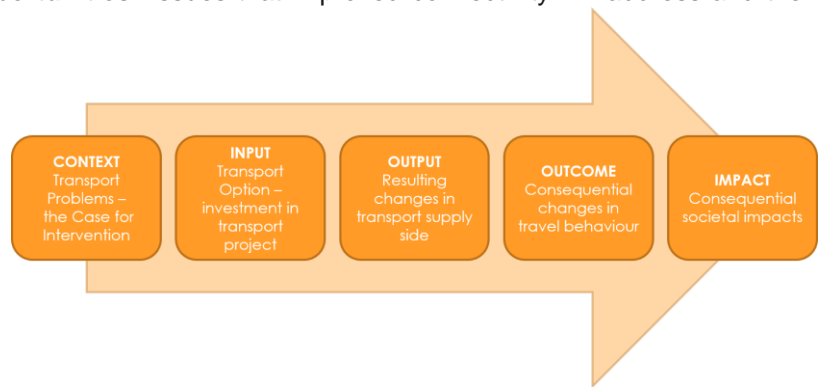 CONTEXT
Transport
Problems –
the Case for
Intervention
INPUT
Transport
Option –
investment in
transport
project
OUTPUT
Resulting
changes in
transport supply
side
OUTCOME
Consequential
changes in
travel behaviour
IMPACT
Consequential
societal impacts